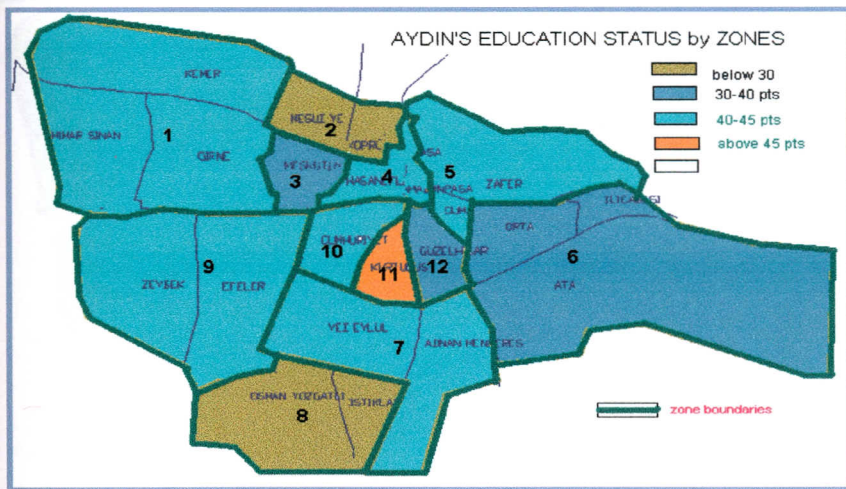 AYDIN'S EDUCATION STATUS by ZONES
below 30
30-40 pts
40-45 pts
above 45 pts
KEMER
MIMAR SINAN
1
GIRNE
2
3
4
5
ZAFER
ORTA
6
ATA
ZEYBEK
9
EFELER
10
CUMHURIYET
11
12
YEDI EYLUL
7
ADNAN MENDERES
OSMAN YOZGATLI
8
ISTIKLAL
zone boundaries